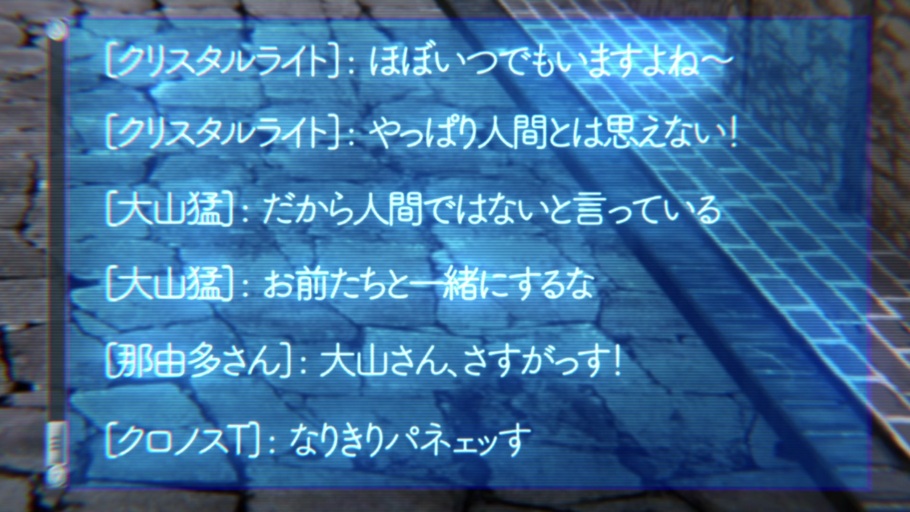 [クリスタルライト]：ほぼいつでもいますよね～
[クリスタルライト]：やっぱり人間とは思えない！
[大山猛]：だから人間ではないと言っている
[大山猛]：お前たちと一緒にするな
[那由多さん]：大山さん、さすがっす！
[クロノスT]：なりきりパネェッす